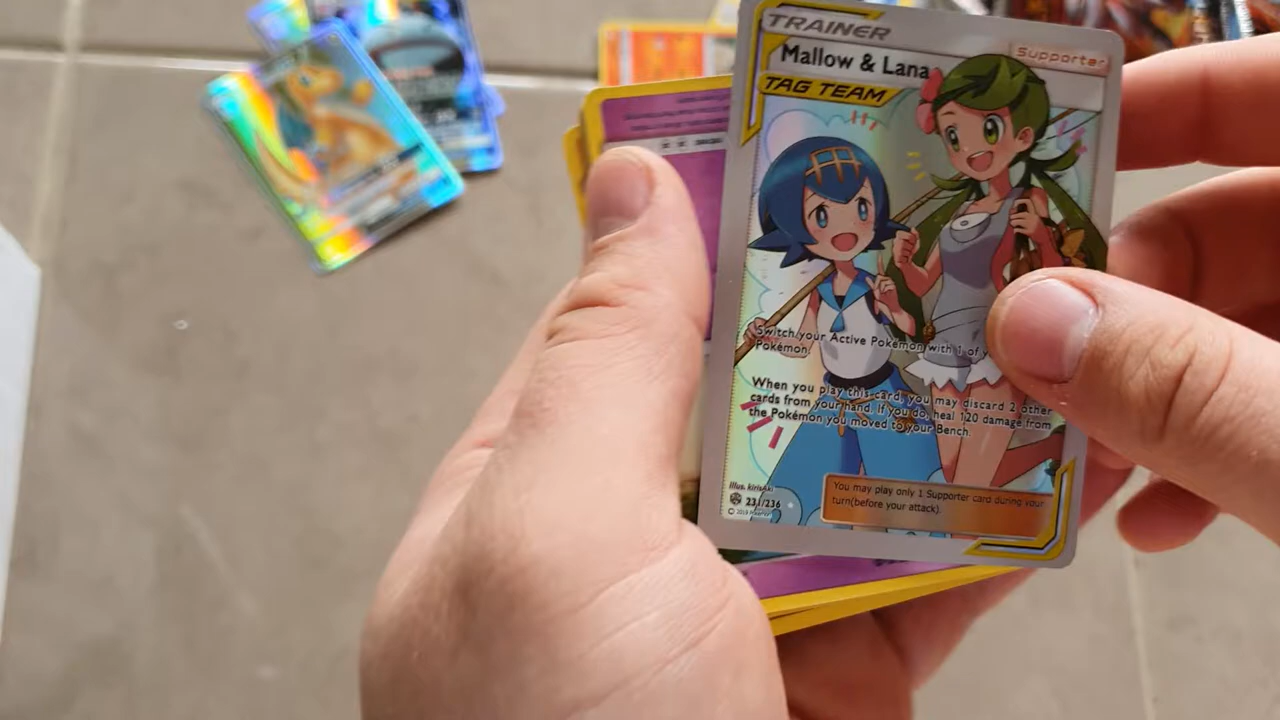 TRAINER
Supporter
Mallow & Lana
TAG TEAM
Switch your Active Pokémon with 1 of y
Pokémon.
When you play this card, you may discard 2 other
cards from your hand. If you do, heal 120 damage from
the Pokémon you moved to your Bench.
Illus. kirisAki
231/236
© 2019 Pokémon
You may play only 1 Supporter card during your
turn(before your attack).